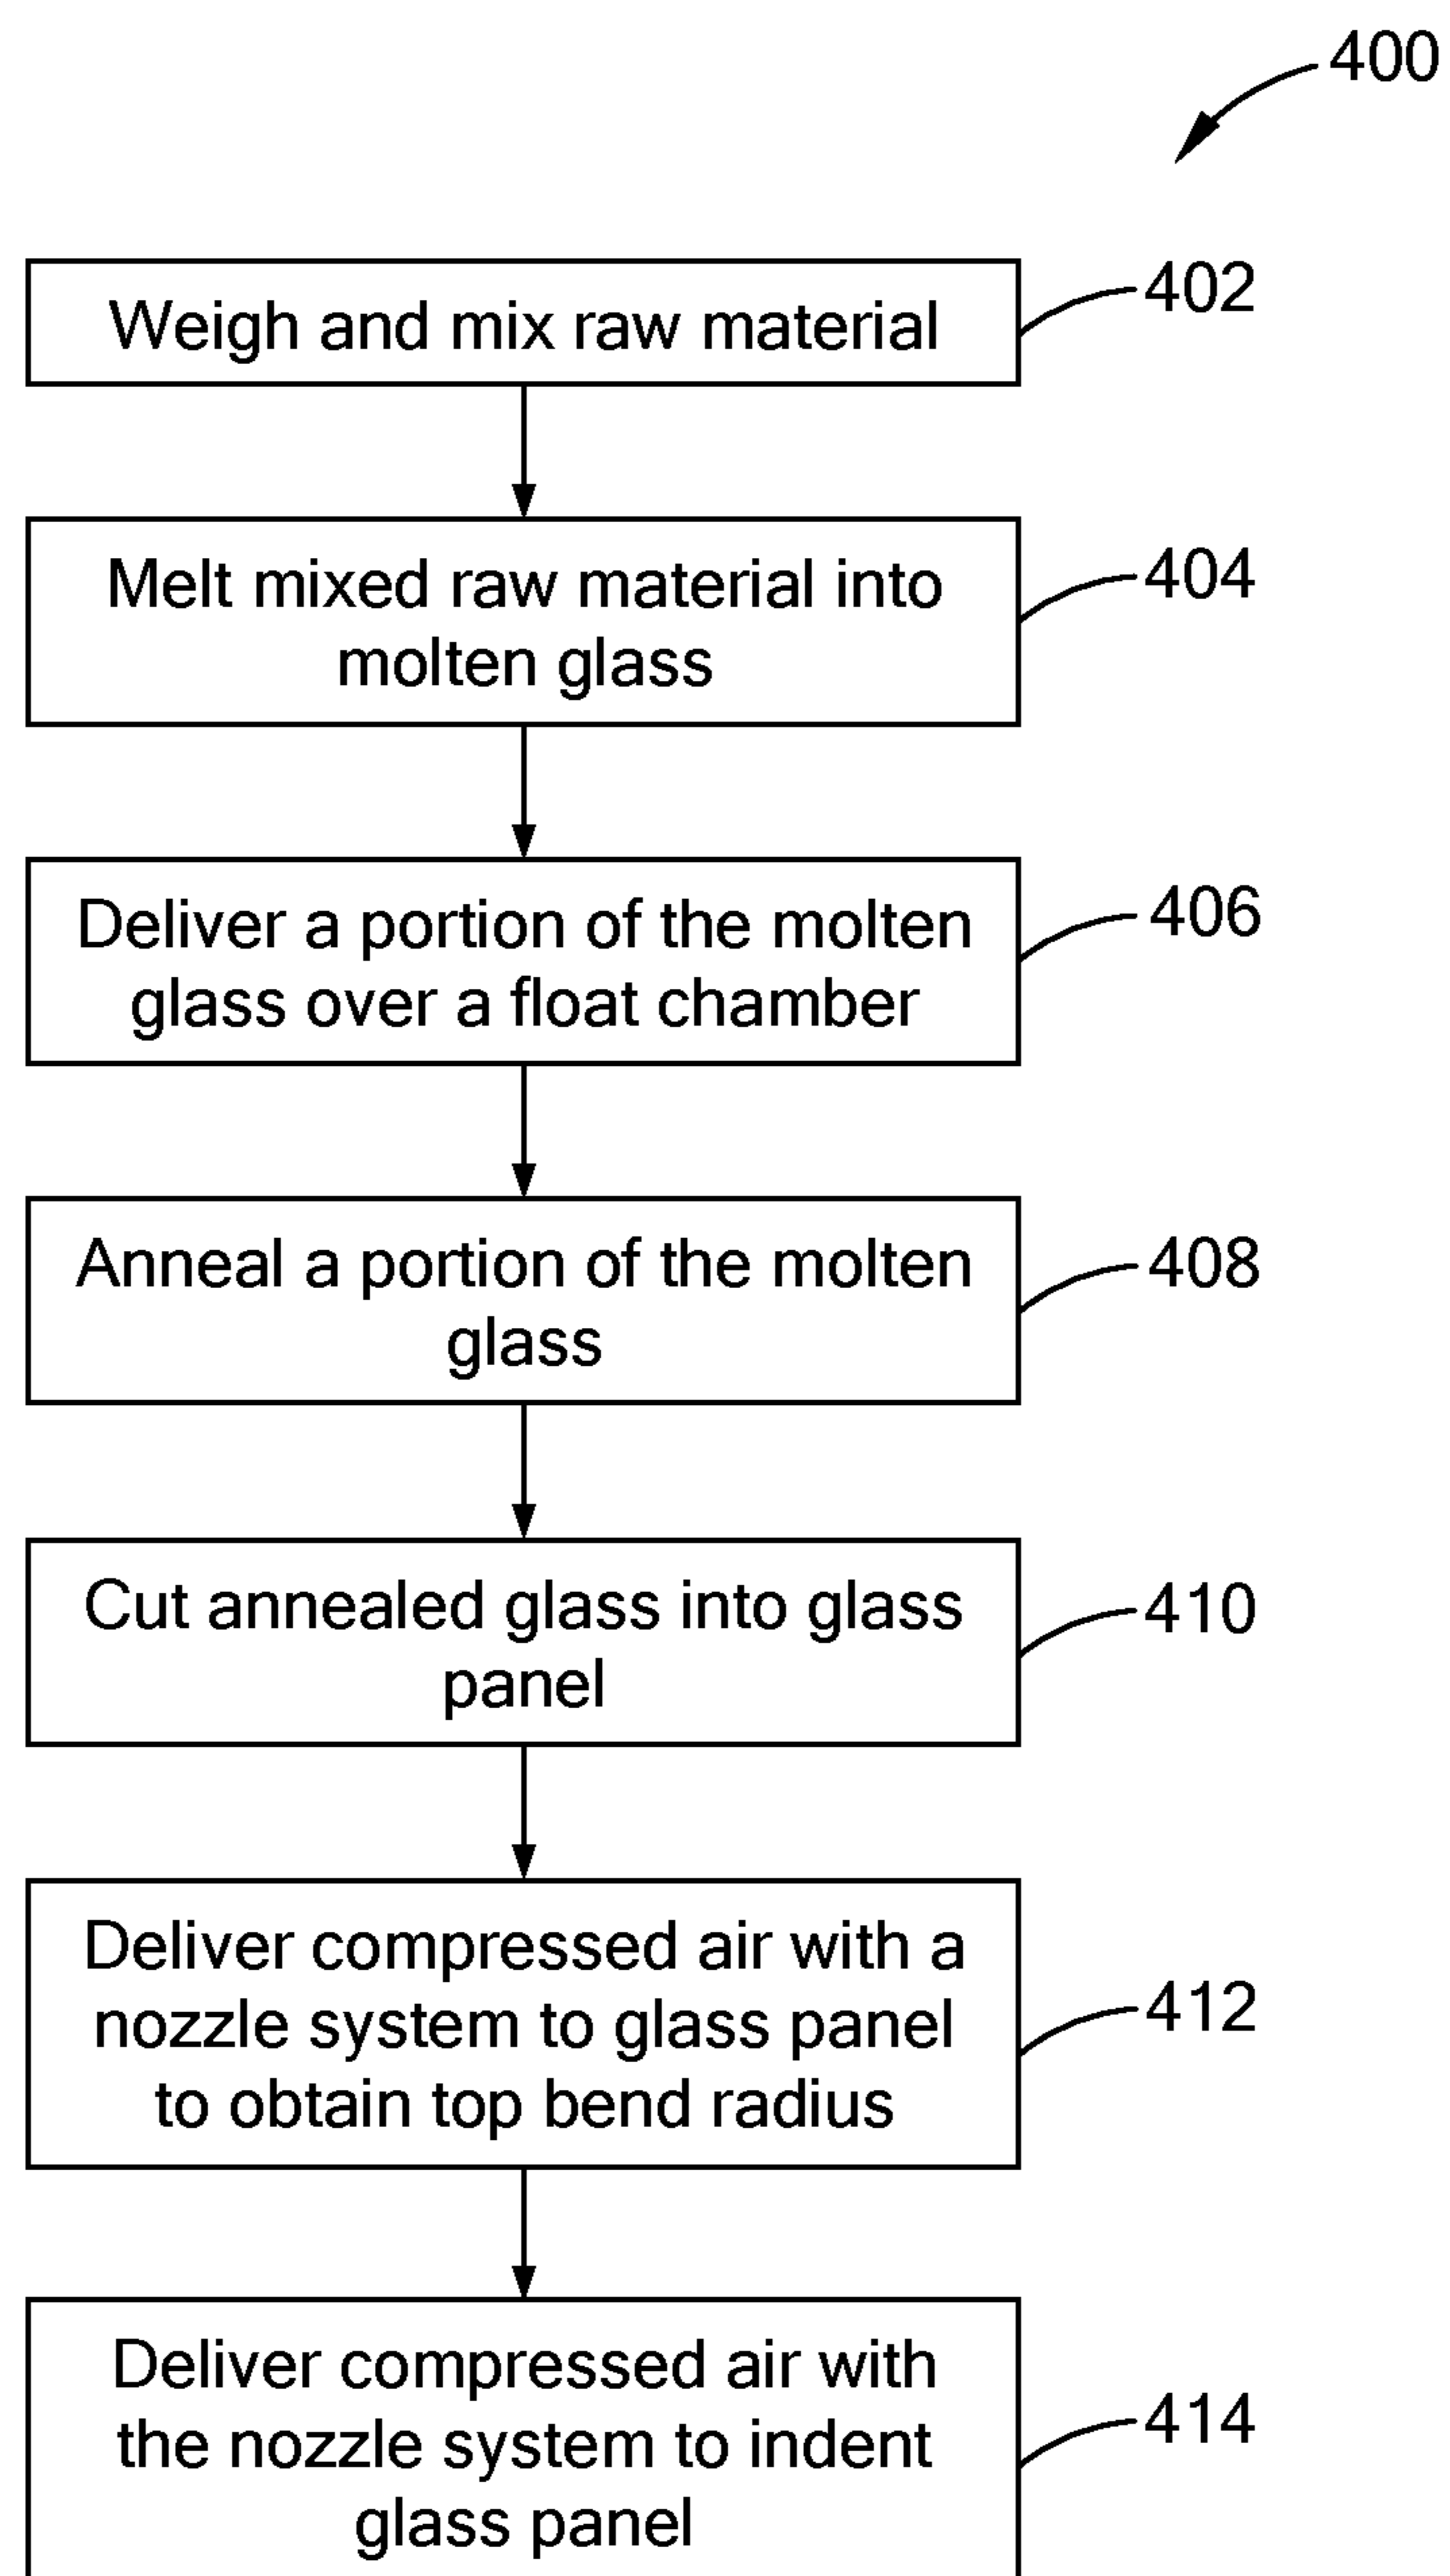 400
Weigh and mix raw material
402
Melt mixed raw material into
molten glass
404
Deliver a portion of the molten
glass over a float chamber
406
Anneal a portion of the molten
glass
408
Cut annealed glass into glass
panel
410
Deliver compressed air with a
nozzle system to glass panel
to obtain top bend radius
412
Deliver compressed air with
the nozzle system to indent
glass panel
414